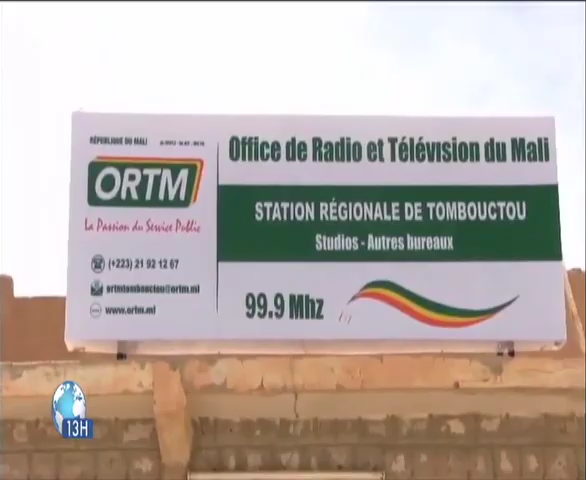 RÉPUBLIQUE DU MALI
ORTM
La Passion du Service Public
(+223) 21 92 12 67
ortmtombouctou@ortm.ml
www.ortm.ml
Office de Radio et Télévision du Mali
STATION RÉGIONALE DE TOMBOUCTOU
Studios - Autres bureaux
99.9 Mhz
13H